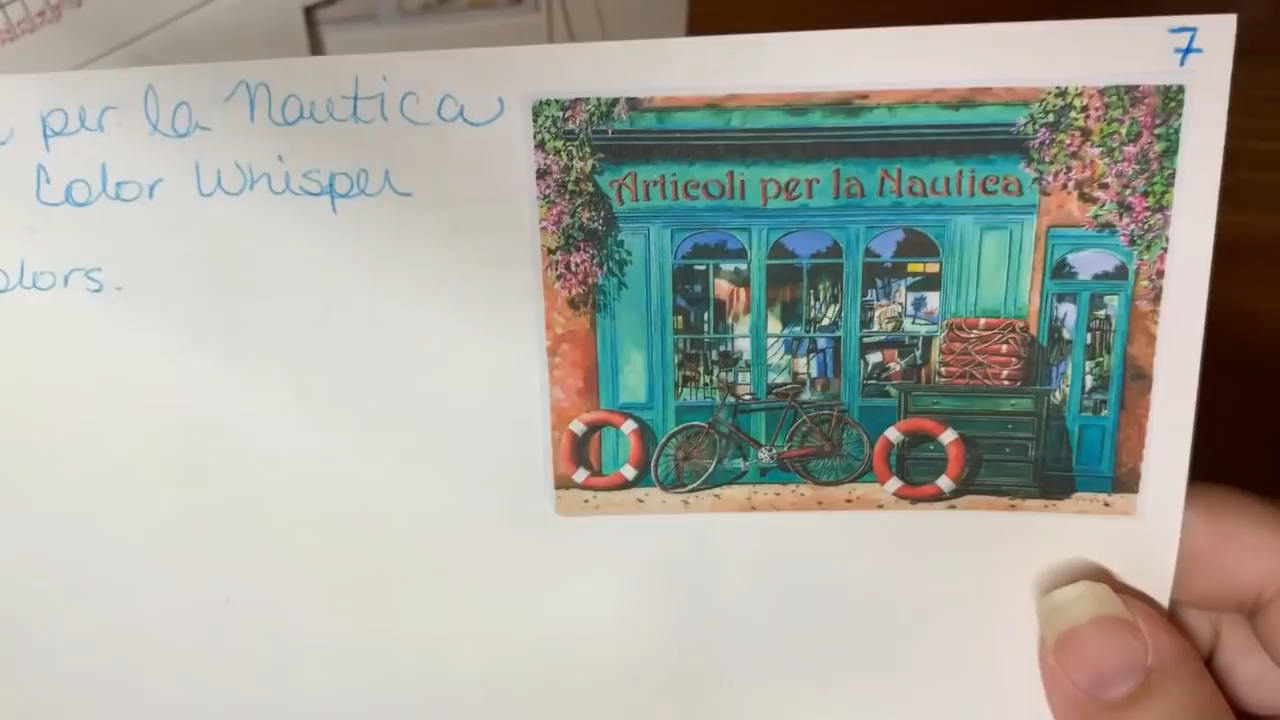 7
per la Nautica
Color Whisper
olors.
Articoli per la Nautica